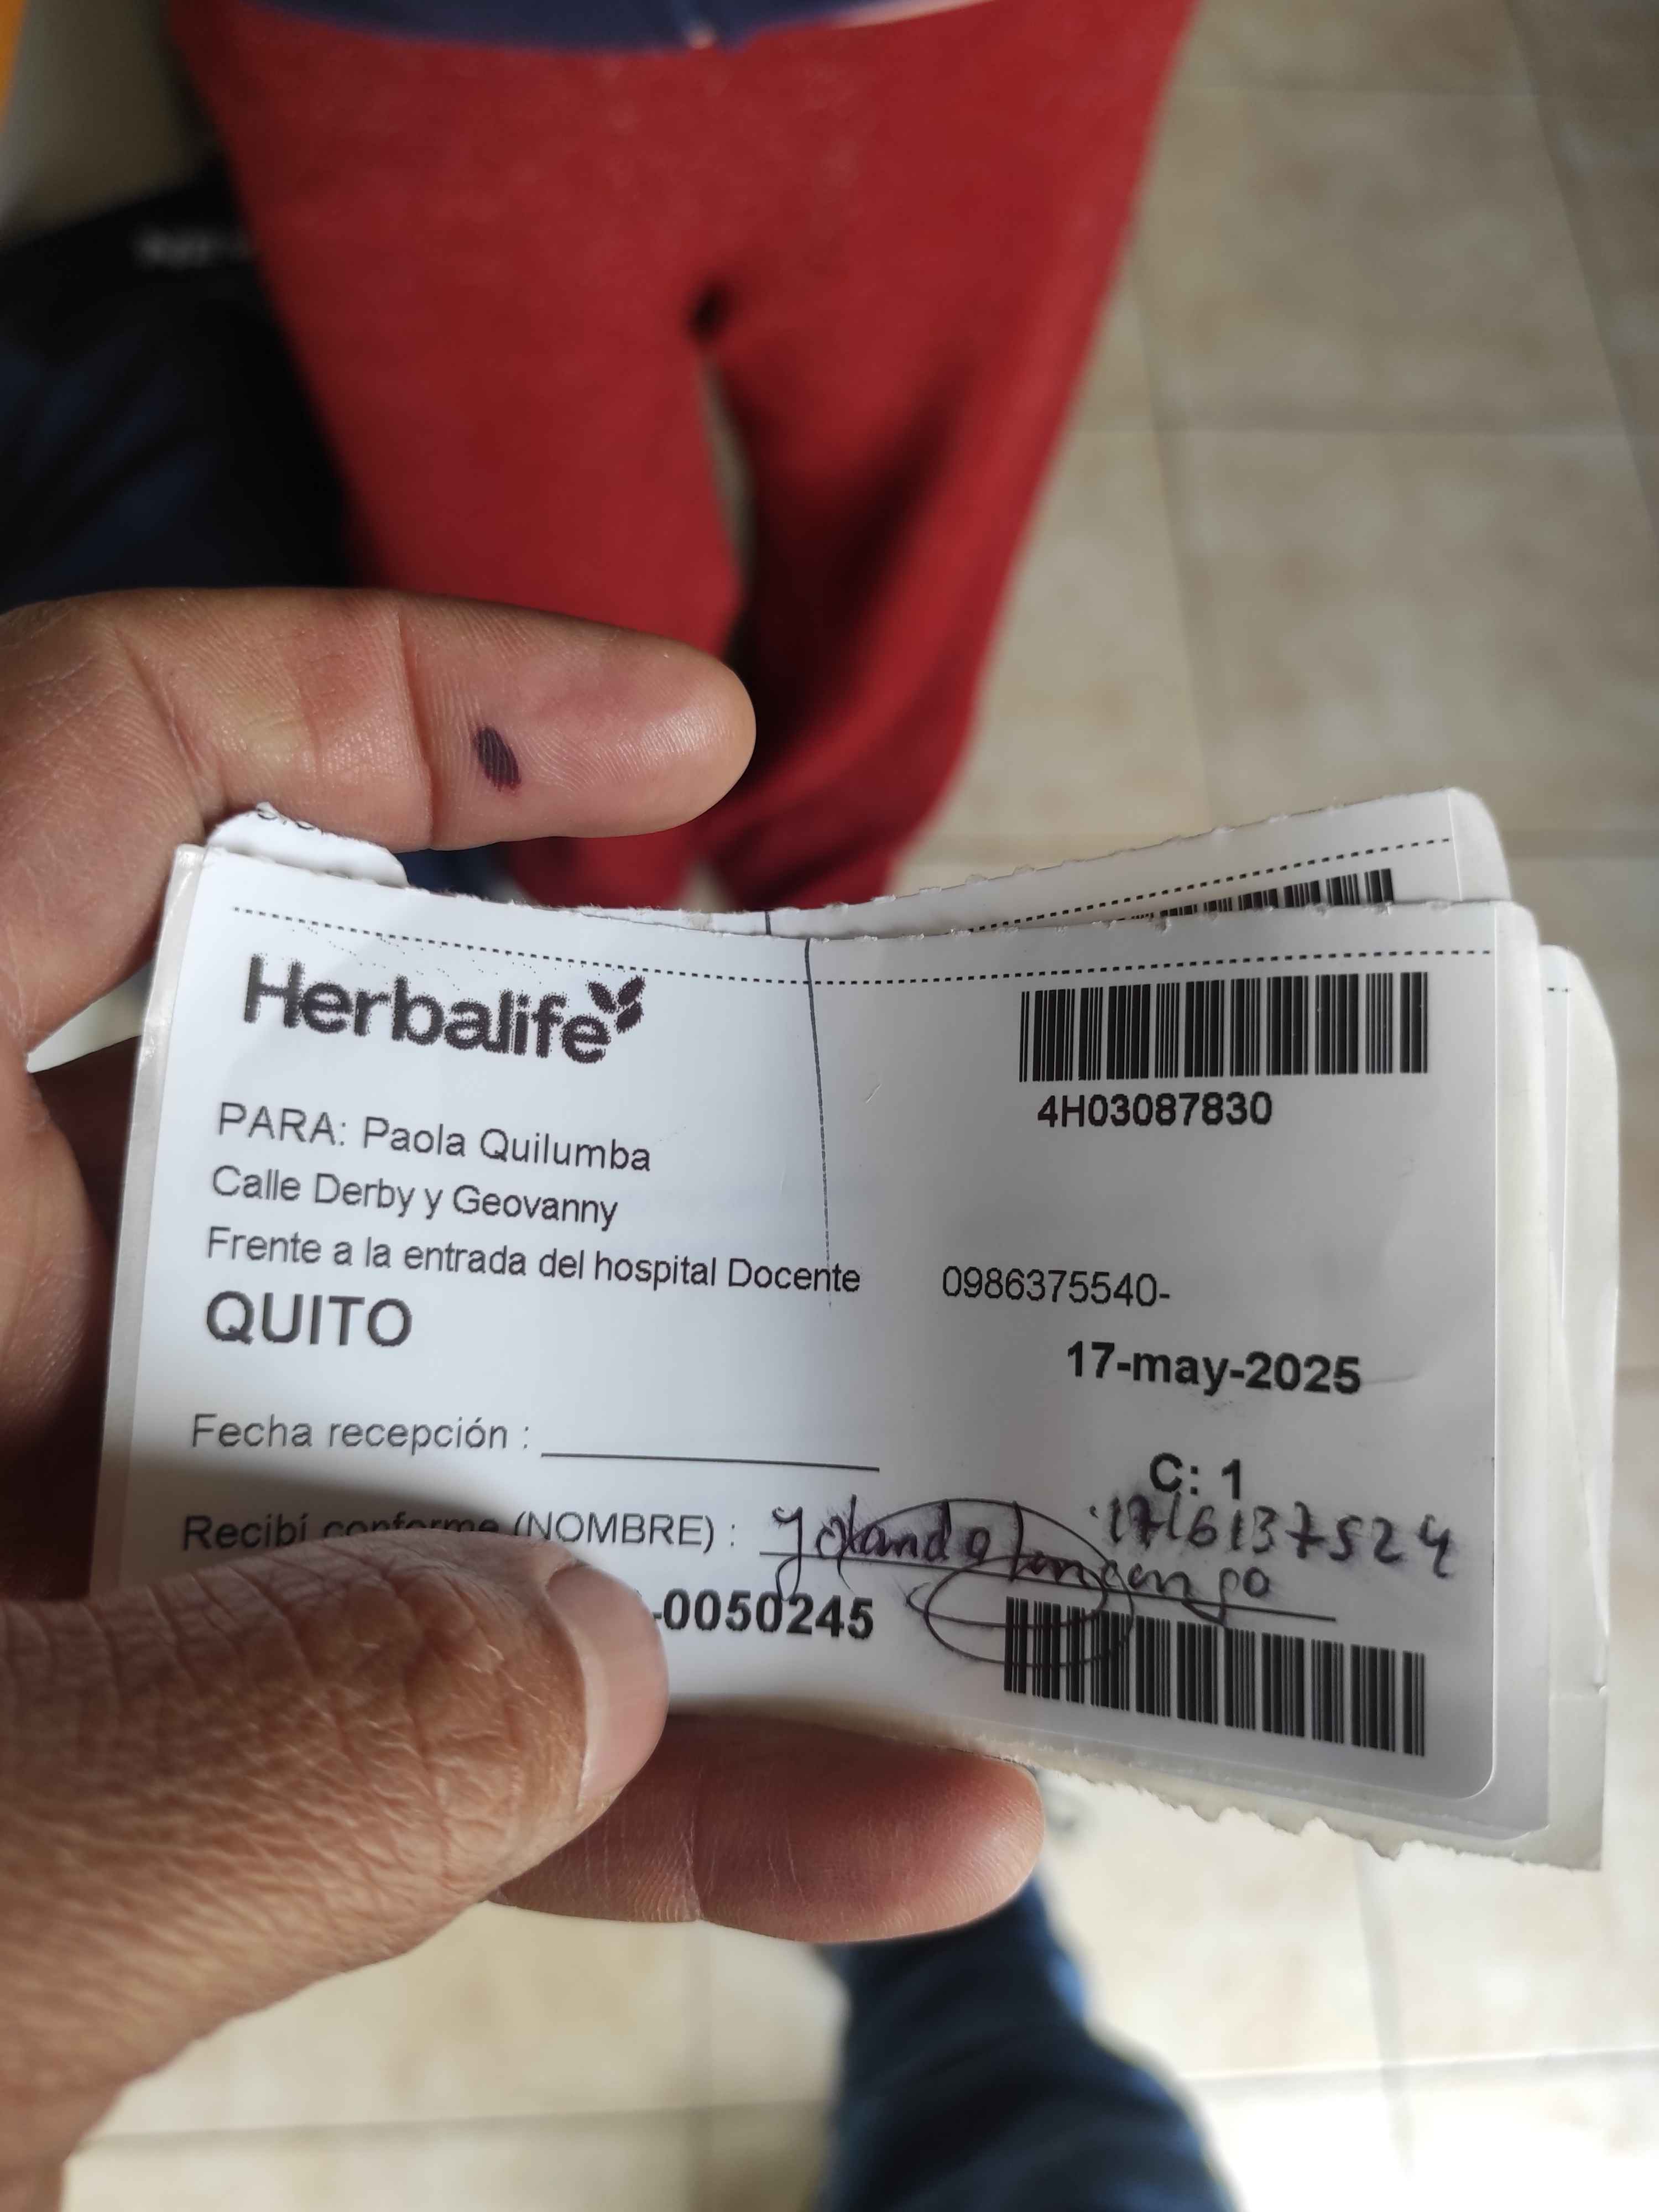 Herbalife
4H03087830
PARA: Paola Quilumba
Calle Derby y Geovanny
Frente a la entrada del hospital Docente 0986375540-
QUITO
17-may-2025
Fecha recepción :
C: 1
1716137524
Recibí conforme (NOMBRE) : Yolanda
-0050245